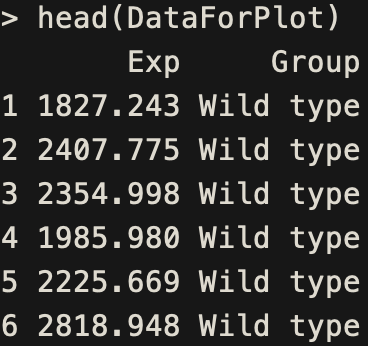 > head(DataForPlot)
Exp Group
1 1827.243 Wild type
2 2407.775 Wild type
3 2354.998 Wild type
4 1985.980 Wild type
5 2225.669 Wild type
6 2818.948 Wild type